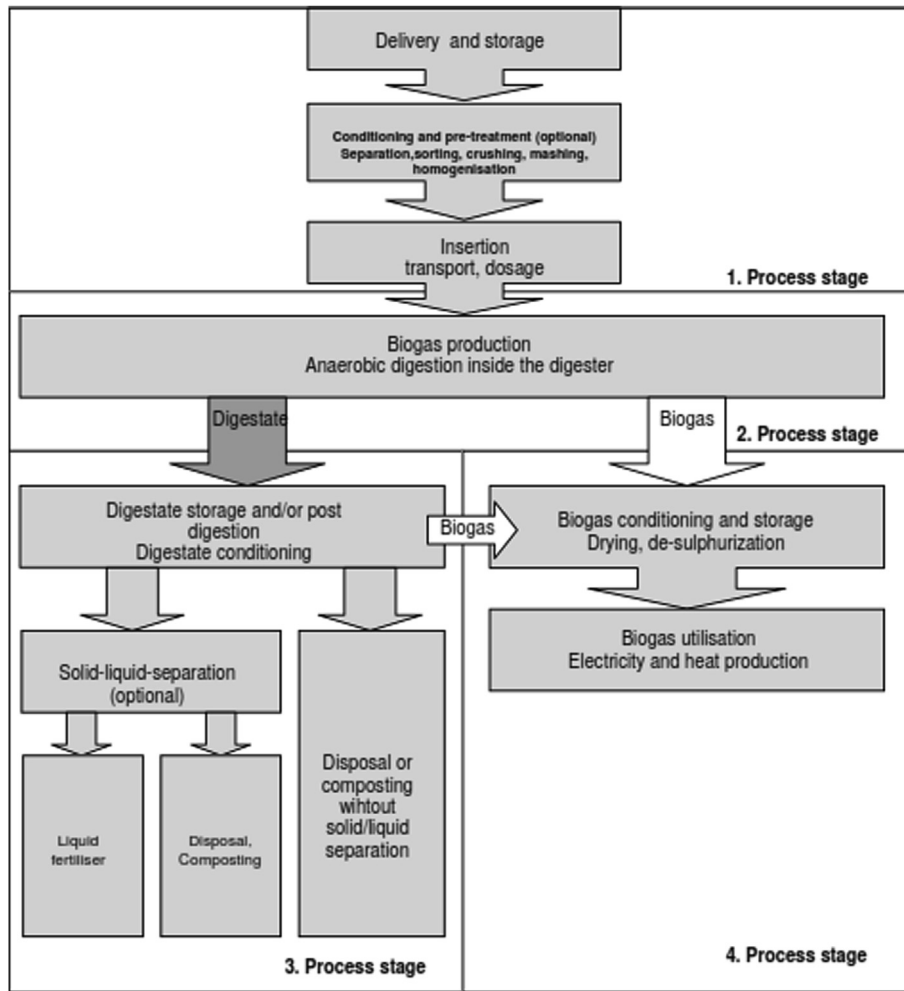 Delivery and storage
Conditioning and pre-treatment (optional)
Separation,sorting, crushing, mashing,
homogenisation
Insertion
transport, dosage
1. Process stage
Biogas production
Anaerobic digestion inside the digester
Digestate
Biogas
2. Process stage
Digestate storage and/or post
digestion
Digestate conditioning
Biogas
Biogas conditioning and storage
Drying, de-sulphurization
Biogas utilisation
Electricity and heat production
Solid-liquid-separation
(optional)
Liquid
fertiliser
Disposal,
Composting
Disposal or
composting
wihtout
solid/liquid
separation
3. Process stage
4. Process stage